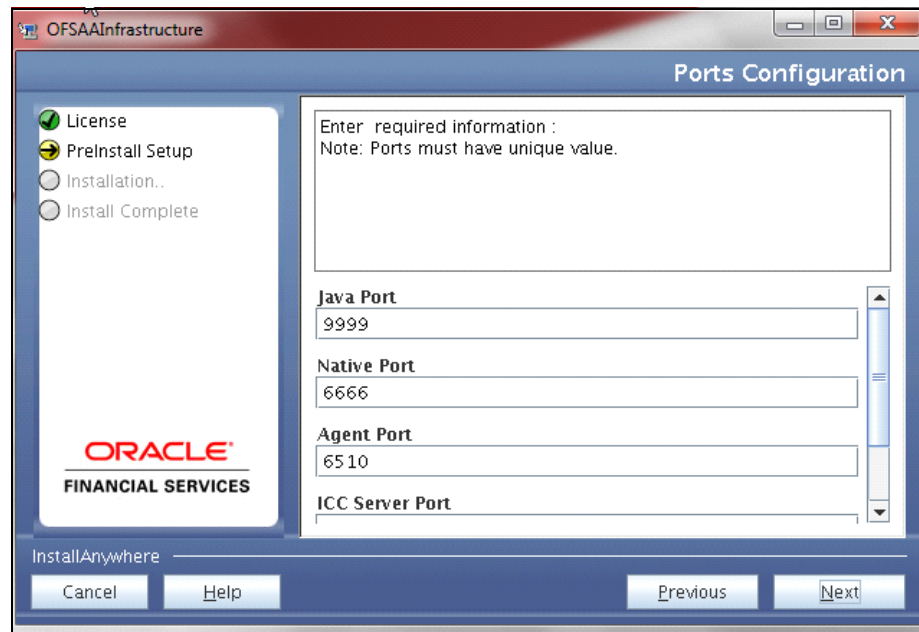 OFSAAInfrastructure
Ports Configuration
License
PreInstall Setup
Installation..
Install Complete
ORACLE
FINANCIAL SERVICES
Enter required information :
Note: Ports must have unique value.
Java Port
9999
Native Port
6666
Agent Port
6510
ICC Server Port
InstallAnywhere
Cancel
Help
Previous
Next